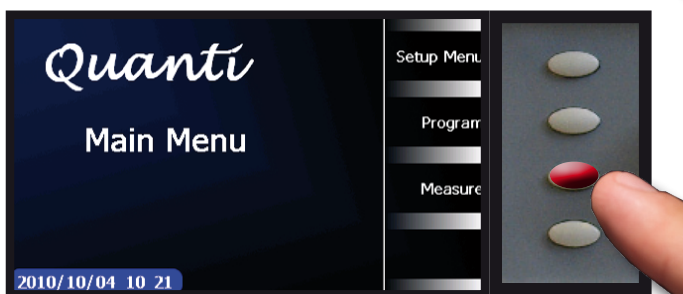 Quanti
Main Menu
Setup Menu
Program
Measure
2010/10/04 10 21